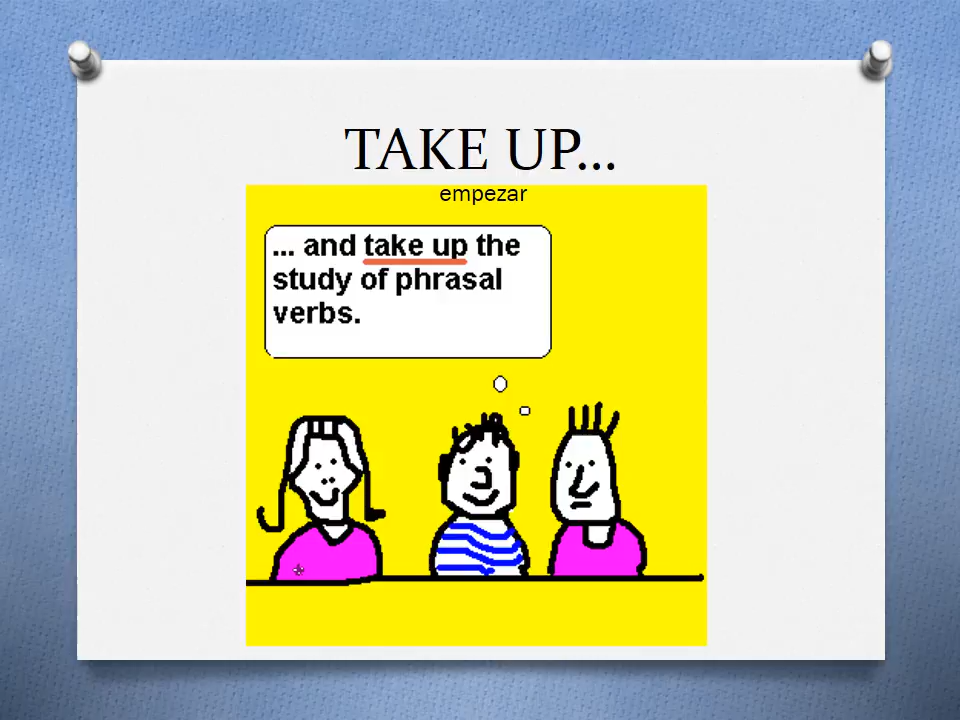 TAKE UP...
empezar
... and take up the
study of phrasal
verbs.